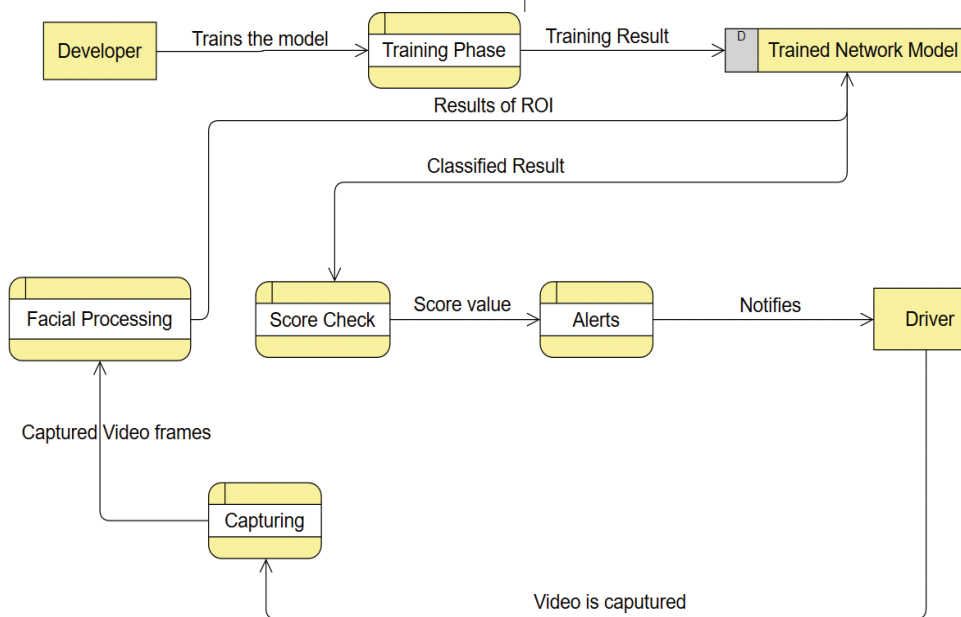 Developer
Trains the model
Training Phase
Training Result
D
Trained Network Model
Results of ROI
Classified Result
Facial Processing
Score Check
Score value
Alerts
Notifies
Driver
Captured Video frames
Capturing
Video is caputured